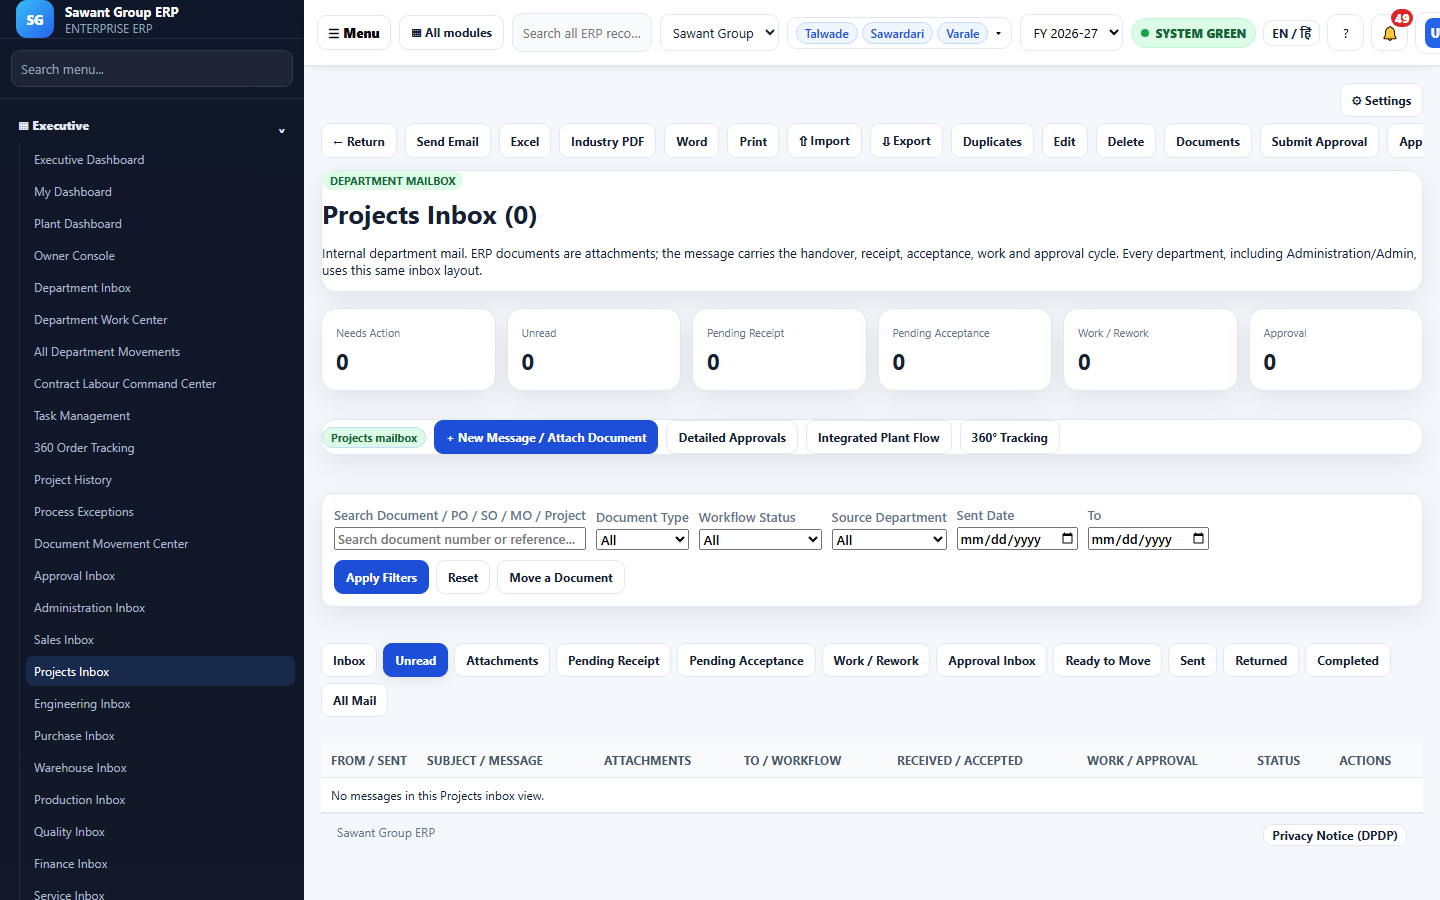 SG
Sawant Group ERP
ENTERPRISE ERP
Search menu...
Executive
Executive Dashboard
My Dashboard
Plant Dashboard
Owner Console
Department Inbox
Department Work Center
All Department Movements
Contract Labour Command Center
Task Management
360 Order Tracking
Project History
Process Exceptions
Document Movement Center
Approval Inbox
Administration Inbox
Sales Inbox
Projects Inbox
Engineering Inbox
Purchase Inbox
Warehouse Inbox
Production Inbox
Quality Inbox
Finance Inbox
Service Inbox
☰ Menu
All modules
Search all ERP reco...
Sawant Group
Talwade
Sawardari
Varale
FY 2026-27
SYSTEM GREEN
EN / हिं
?
49
U
⚙ Settings
← Return
Send Email
Excel
Industry PDF
Word
Print
⇧ Import
⇩ Export
Duplicates
Edit
Delete
Documents
Submit Approval
App
DEPARTMENT MAILBOX
Projects Inbox (0)
Internal department mail. ERP documents are attachments; the message carries the handover, receipt, acceptance, work and approval cycle. Every department, including Administration/Admin,
uses this same inbox layout.
Needs Action
0
Unread
0
Pending Receipt
0
Pending Acceptance
0
Work / Rework
0
Approval
0
Projects mailbox
+ New Message / Attach Document
Detailed Approvals
Integrated Plant Flow
360° Tracking
Search Document / PO / SO / MO / Project
Search document number or reference...
Document Type
All
Workflow Status
All
Source Department
All
Sent Date
mm/dd/yyyy
To
mm/dd/yyyy
Apply Filters
Reset
Move a Document
Inbox
Unread
Attachments
Pending Receipt
Pending Acceptance
Work / Rework
Approval Inbox
Ready to Move
Sent
Returned
Completed
All Mail
FROM / SENT
SUBJECT / MESSAGE
ATTACHMENTS
TO / WORKFLOW
RECEIVED / ACCEPTED
WORK / APPROVAL
STATUS
ACTIONS
No messages in this Projects inbox view.
Sawant Group ERP
Privacy Notice (DPDP)